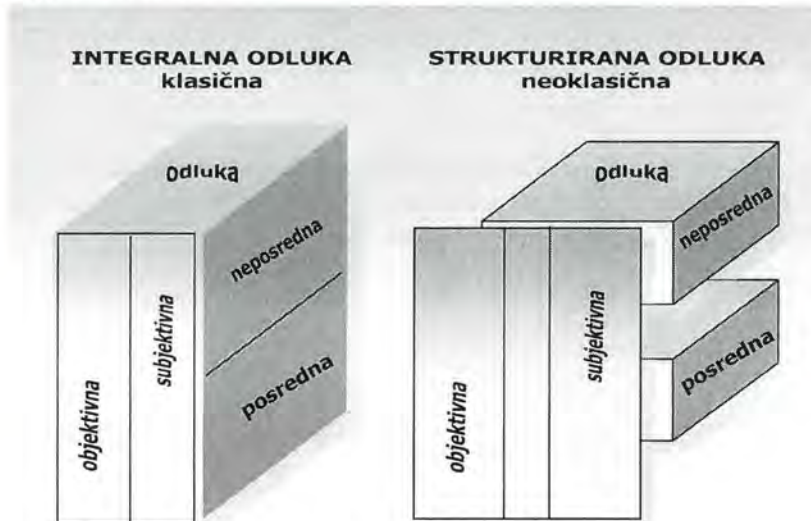 INTEGRALNA ODLUKA
klasična
odluka
neposredna
posredna
objektivna
subjektivna
STRUKTURIRANA ODLUKA
neoklasična
odluka
neposredna
posredna
objektivna
subjektivna